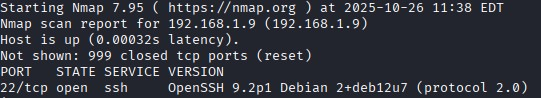 Starting Nmap 7.95 ( https://nmap.org ) at 2025-10-26 11:38 EDT
Nmap scan report for 192.168.1.9 (192.168.1.9)
Host is up (0.00032s latency).
Not shown: 999 closed tcp ports (reset)
PORT   STATE SERVICE VERSION
22/tcp open  ssh     OpenSSH 9.2p1 Debian 2+deb12u7 (protocol 2.0)